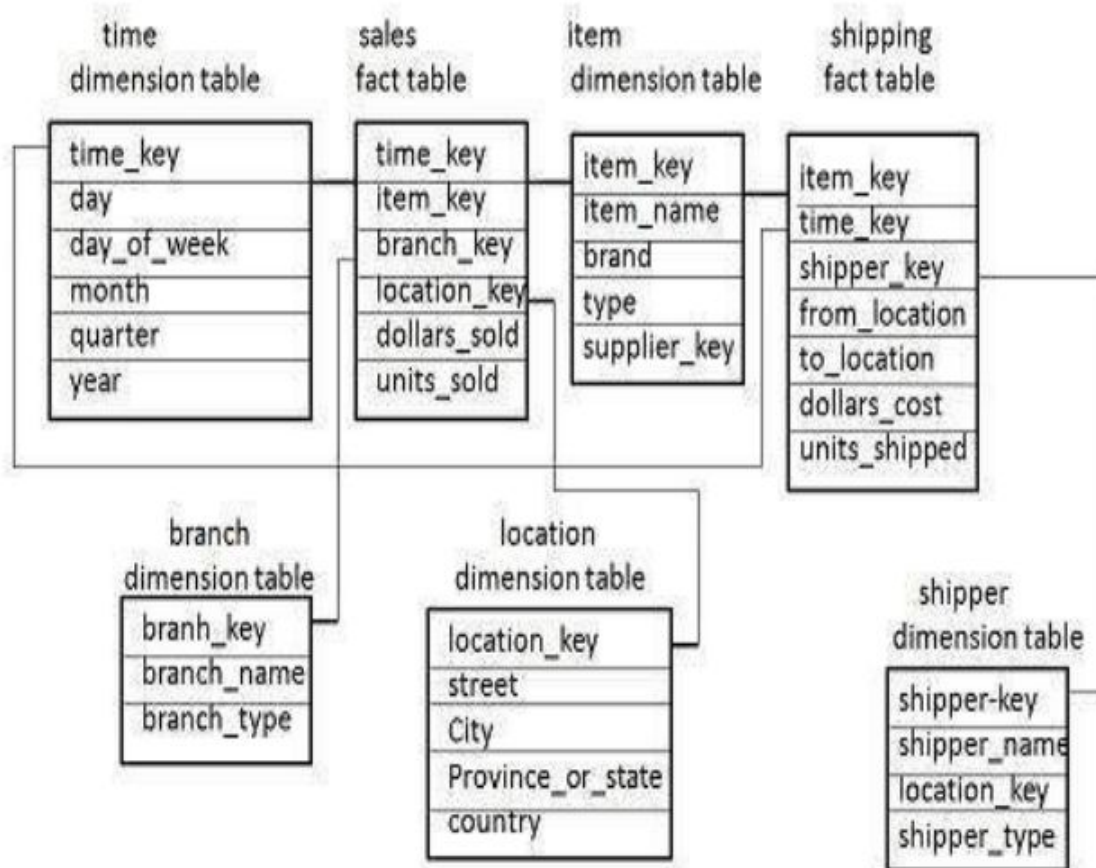 time
dimension table
time_key
day
day_of_week
month
quarter
year
sales
fact table
time_key
item_key
branch_key
location_key
dollars_sold
units_sold
item
dimension table
item_key
item_name
brand
type
supplier_key
shipping
fact table
item_key
time_key
shipper_key
from_location
to_location
dollars_cost
units_shipped
branch
dimension table
branh_key
branch_name
branch_type
location
dimension table
location_key
street
City
Province_or_state
country
shipper
dimension table
shipper-key
shipper_name
location_key
shipper_type